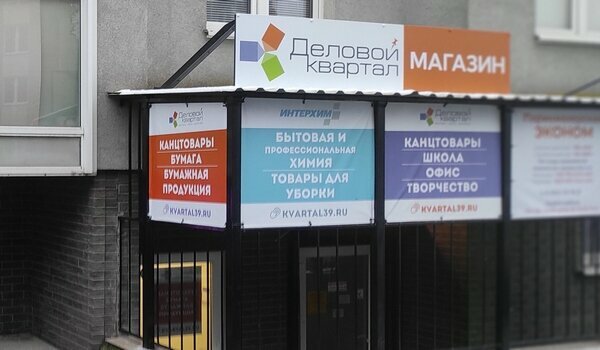 Деловой
квартал
МАГАЗИН
Деловой
квартал
КАНЦТОВАРЫ
БУМАГА
БУМАЖНАЯ
ПРОДУКЦИЯ
KVARTAL39.RU
ИНТЕРХИМ
БЫТОВАЯ И
ПРОФЕССИОНАЛЬНАЯ
ХИМИЯ
ТОВАРЫ ДЛЯ
УБОРКИ
KVARTAL39.RU
Деловой
квартал
КАНЦТОВАРЫ
ШКОЛА
ОФИС
ТВОРЧЕСТВО
KVARTAL39.RU
ЭКОНОМ